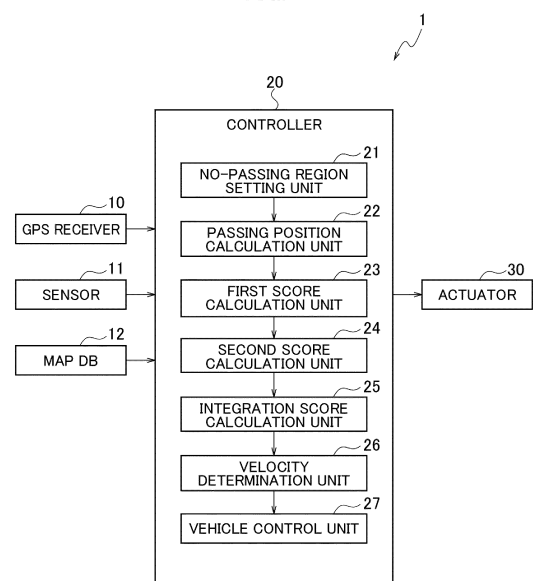 1
20
CONTROLLER
21
NO-PASSING REGION
SETTING UNIT
10
GPS RECEIVER
22
PASSING POSITION
CALCULATION UNIT
11
SENSOR
23
FIRST SCORE
CALCULATION UNIT
30
ACTUATOR
12
MAP DB
24
SECOND SCORE
CALCULATION UNIT
25
INTEGRATION SCORE
CALCULATION UNIT
26
VELOCITY
DETERMINATION UNIT
27
VEHICLE CONTROL UNIT